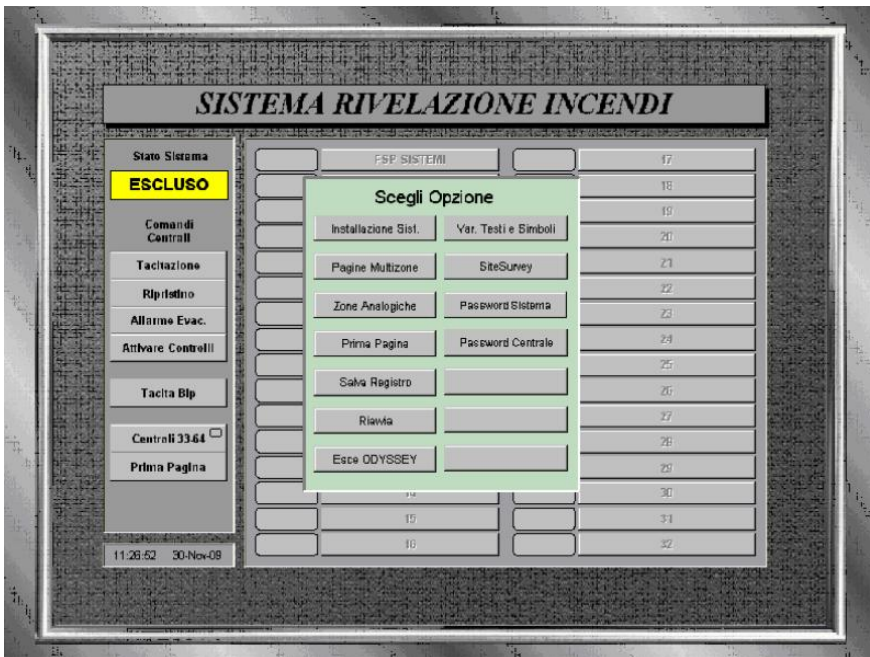 SISTEMA RIVELAZIONE INCENDI
Stato Sistema
ESCLUSO
Comandi
Centrali
Tacitazione
Ripristino
Allarme Evac.
Attivare Controlli
Tacita Bip
Centrali 33-64
Prima Pagina
11:26:52 30-Nov-09
FSP SISTEMI
15
16
Scegli Opzione
Installazione Sist.
Var. Testi e Simboli
Pagine Multizone
SiteSurvey
Zone Analogiche
Password Sistema
Prima Pagina
Password Centrale
Salva Registro
Riavvia
Esce ODYSSEY
17
18
19
20
21
22
23
24
25
26
27
28
29
30
31
32